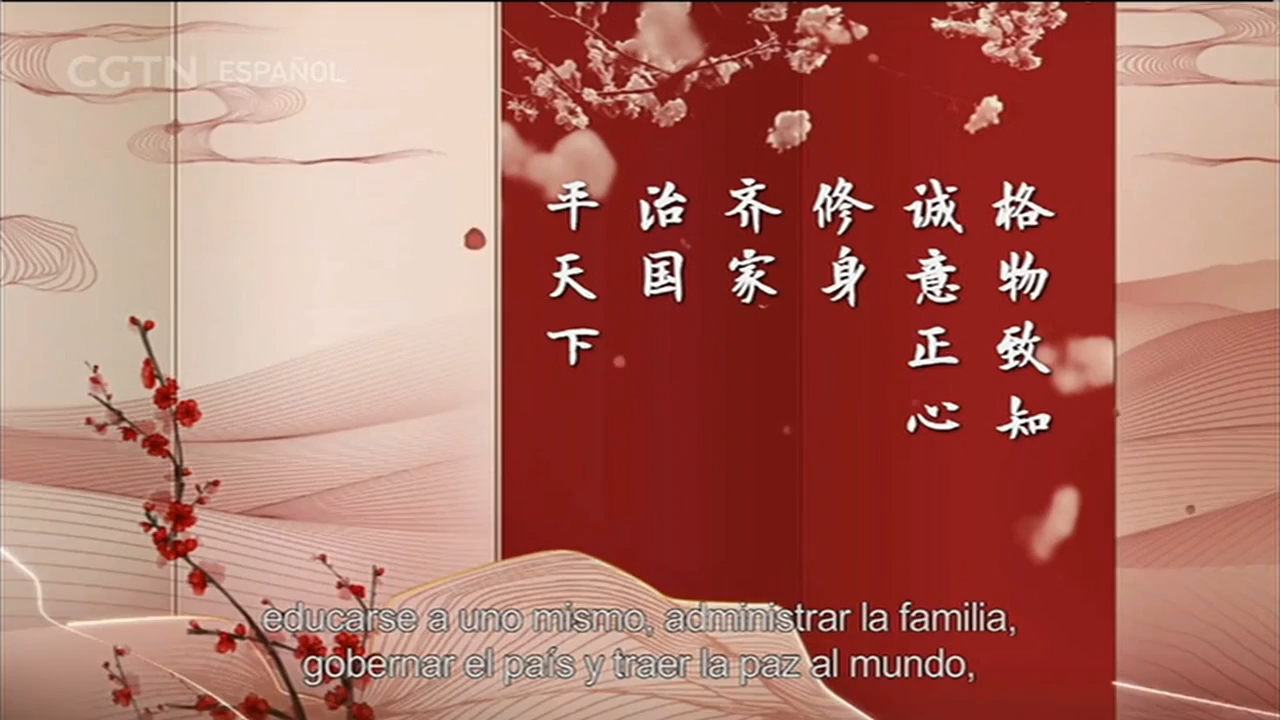 CGTN ESPAÑOL
格物致知
诚意正心
修身
齐家
治国
平天下
educarse a uno mismo, administrar la familia,
gobernar el país y traer la paz al mundo,